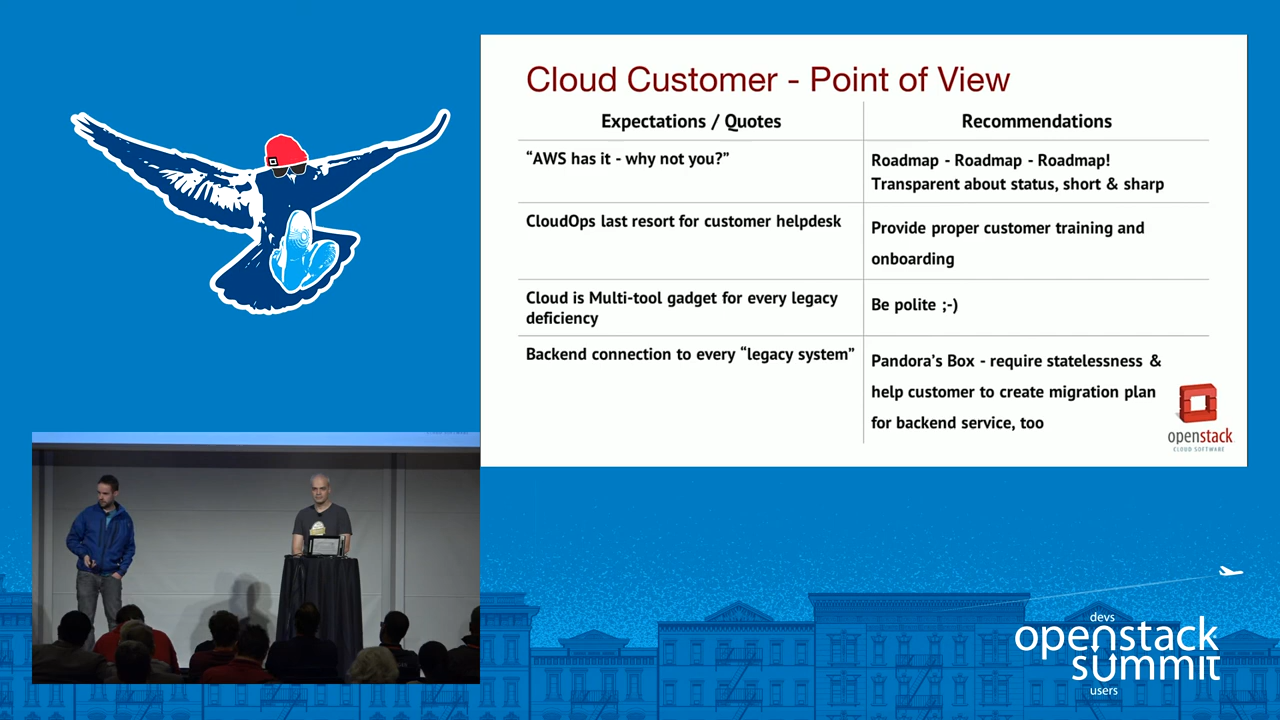 Cloud Customer - Point of View
Expectations / Quotes
Recommendations
“AWS has it - why not you?”
Roadmap - Roadmap - Roadmap!
Transparent about status, short & sharp
CloudOps last resort for customer helpdesk
Provide proper customer training and
onboarding
Cloud is Multi-tool gadget for every legacy
deficiency
Be polite ;-)
Backend connection to every “legacy system”
Pandora's Box - require statelessness &
help customer to create migration plan
for backend service, too
openstack
CLOUD SOFTWARE
devs
openstack
summit
users